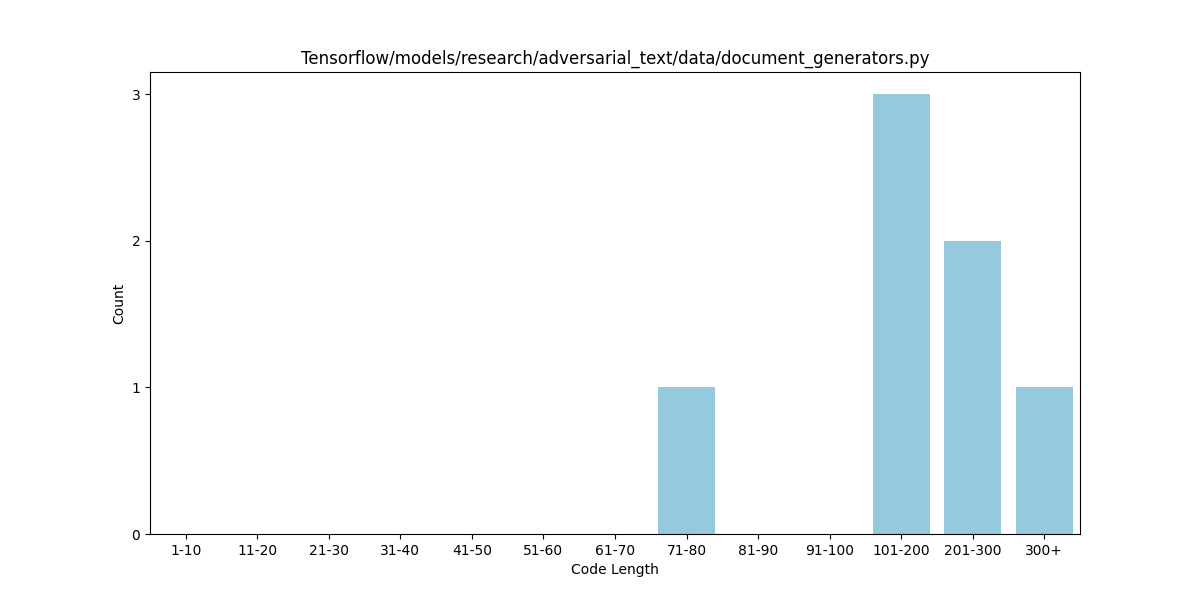 Tensorflow/models/research/adversarial_text/data/document_generators.py
3
2
1
0
Count
1-10 11-20 21-30 31-40 41-50 51-60 61-70 71-80 81-90 91-100 101-200 201-300 300+
Code Length